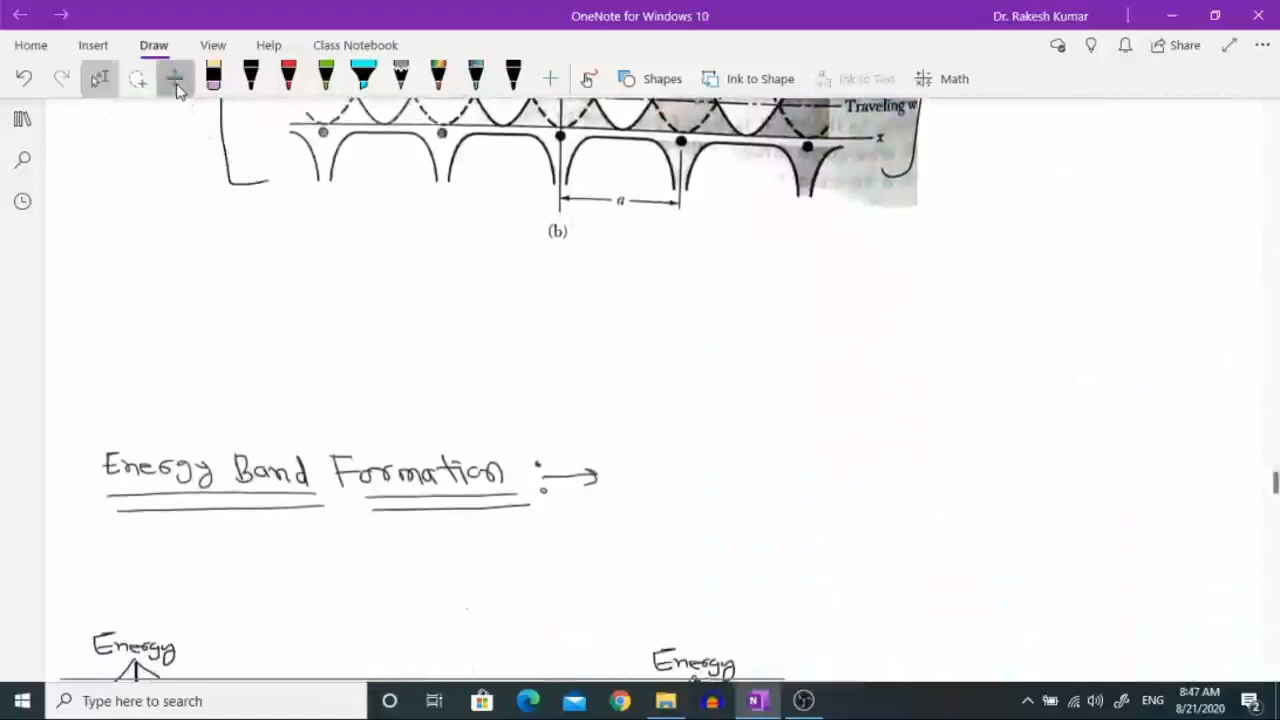 OneNote for Windows 10
Dr. Rakesh Kumar
Home Insert Draw View Help Class Notebook
Share
Shapes Ink to Shape Ink to Text Math
Traveling w
x
a
(b)
Energy Band Formation :→
Energy
Energy
Type here to search
ENG
8:47 AM
8/21/2020
2